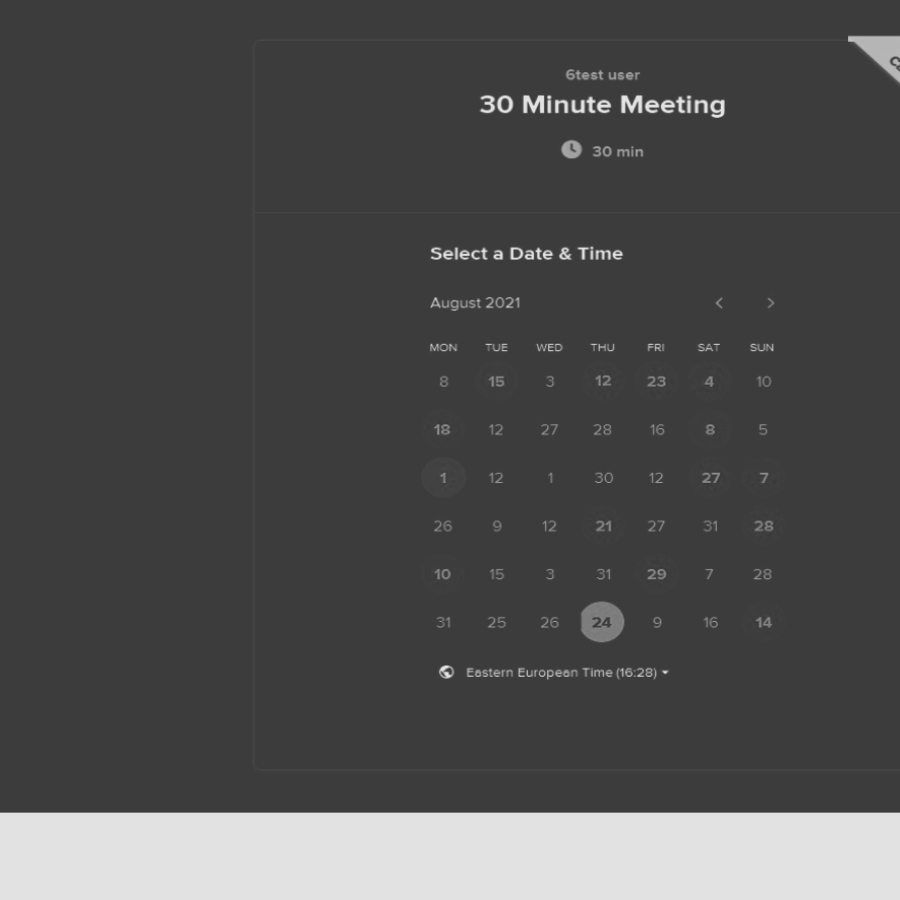 6test user
30 Minute Meeting
30 min
Select a Date & Time
August 2021
MON TUE WED THU FRI SAT SUN
8 15 3 12 23 4 10
18 12 27 28 16 8 5
1 12 1 30 12 27 7
26 9 12 21 27 31 28
10 15 3 31 29 7 28
31 25 26 24 9 16 14
Eastern European Time (16:28)